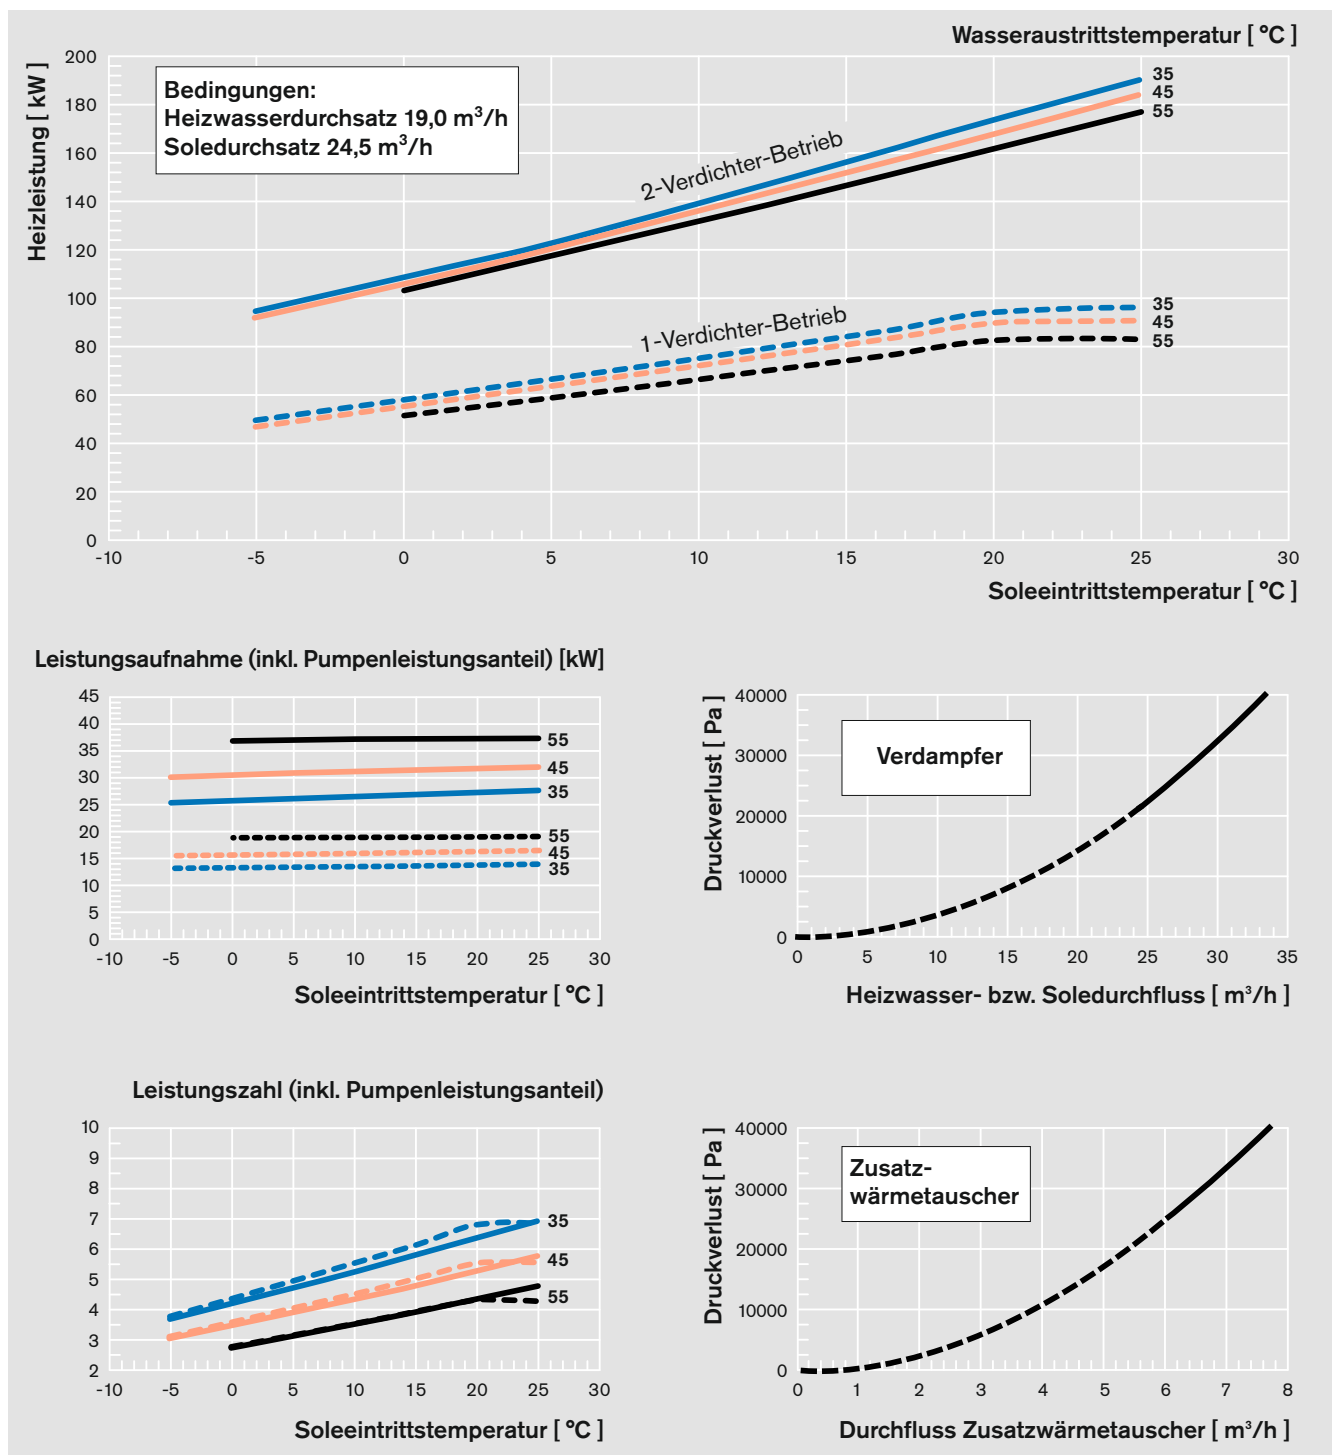 Wasseraustrittstemperatur [ °C ]
Heizleistung [ kW ]
200
180
160
140
120
100
80
60
40
20
0
Bedingungen:
Heizwasserdurchsatz 19,0 m³/h
Soledurchsatz 24,5 m³/h
2-Verdichter-Betrieb
35
45
55
1-Verdichter-Betrieb
35
45
55
-10 -5 0 5 10 15 20 25 30
Soleeintrittstemperatur [ °C ]
Leistungsaufnahme (inkl. Pumpenleistungsanteil) [kW]
45
40
35
30
25
20
15
10
5
0
55
45
35
55
45
35
-10 -5 0 5 10 15 20 25 30
Soleeintrittstemperatur [ °C ]
Druckverlust [ Pa ]
40000
30000
20000
10000
0
Verdampfer
0 5 10 15 20 25 30 35
Heizwasser- bzw. Soledurchfluss [ m³/h ]
Leistungszahl (inkl. Pumpenleistungsanteil)
10
9
8
7
6
5
4
3
2
35
45
55
-10 -5 0 5 10 15 20 25 30
Soleeintrittstemperatur [ °C ]
Druckverlust [ Pa ]
40000
30000
20000
10000
0
Zusatz-
wärmetauscher
0 1 2 3 4 5 6 7 8
Durchfluss Zusatzwärmetauscher [ m³/h ]